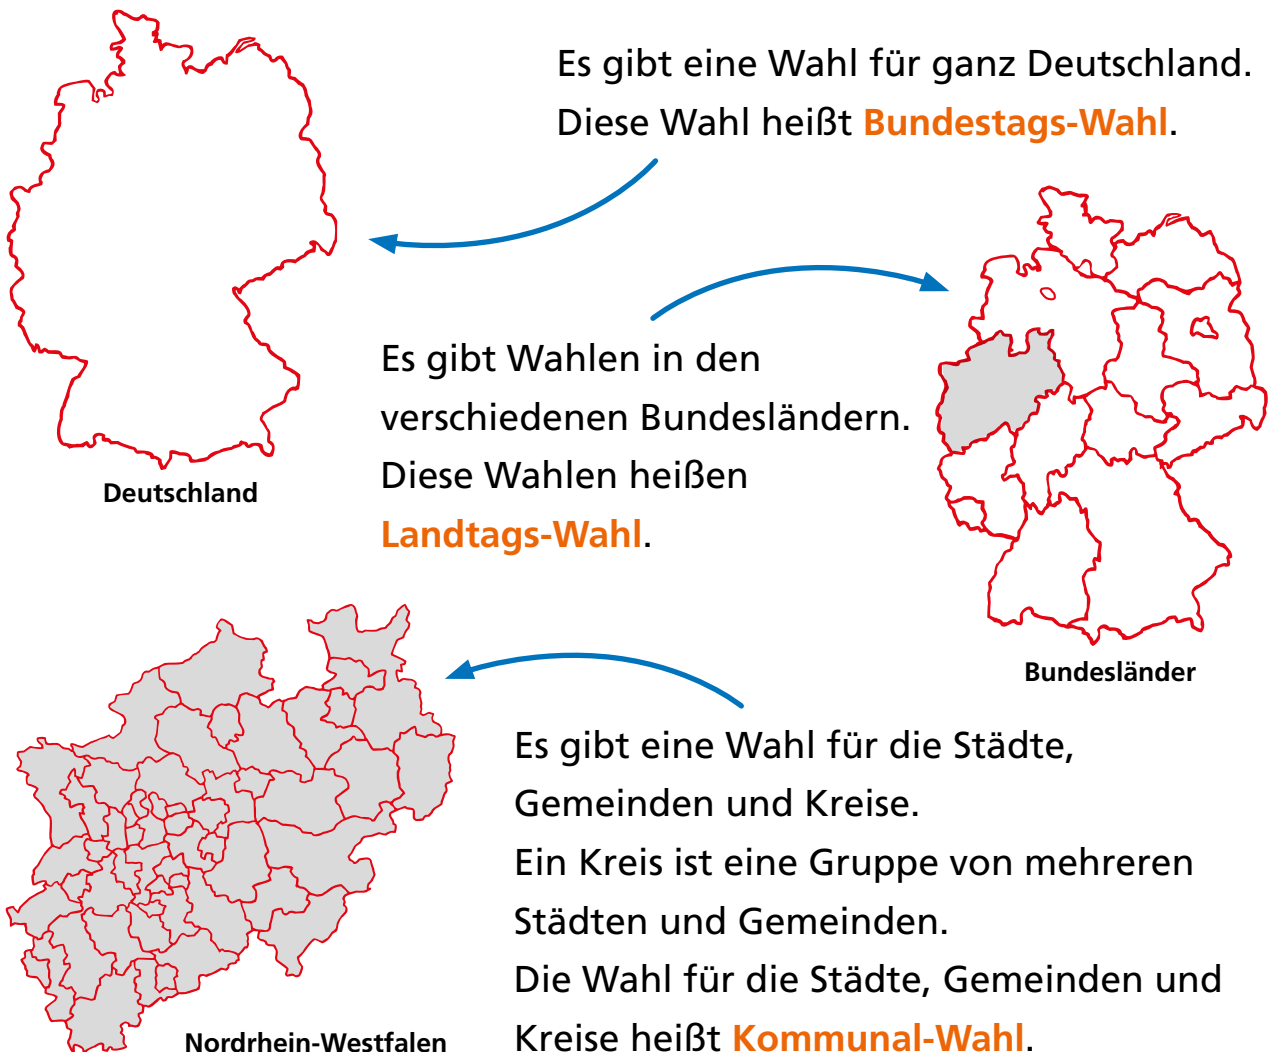 Es gibt eine Wahl für ganz Deutschland.
Diese Wahl heißt Bundestags-Wahl.
Deutschland
Es gibt Wahlen in den
verschiedenen Bundesländern.
Diese Wahlen heißen
Landtags-Wahl.
Bundesländer
Es gibt eine Wahl für die Städte,
Gemeinden und Kreise.
Ein Kreis ist eine Gruppe von mehreren
Städten und Gemeinden.
Die Wahl für die Städte, Gemeinden und
Kreise heißt Kommunal-Wahl.
Nordrhein-Westfalen